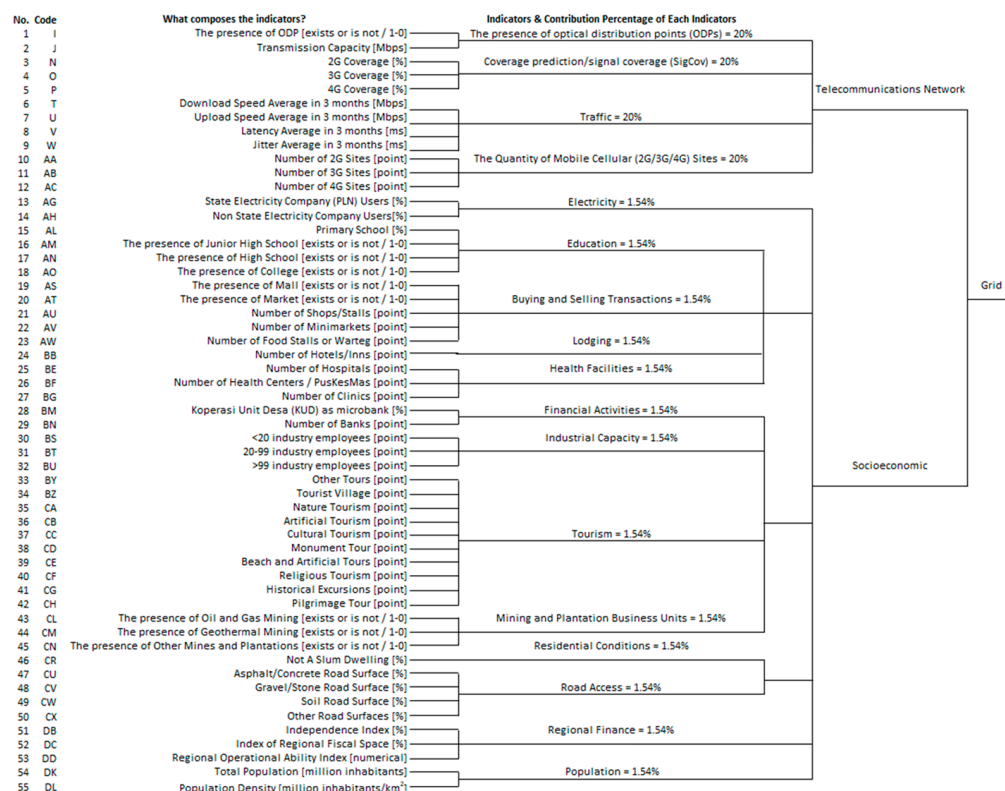 No. Code What composes the indicators? Indicators & Contribution Percentage of Each Indicators
1 I The presence of ODP [exists or is not / 1-0] The presence of optical distribution points (ODPs) = 20%
2 J Transmission Capacity [Mbps]
3 N 2G Coverage [%] Coverage prediction/signal coverage (SigCov) = 20%
4 O 3G Coverage [%]
5 P 4G Coverage [%] Telecommunications Network
6 T Download Speed Average in 3 months [Mbps]
7 U Upload Speed Average in 3 months [Mbps] Traffic = 20%
8 V Latency Average in 3 months [ms]
9 W Jitter Average in 3 months [ms]
10 AA Number of 2G Sites [point] The Quantity of Mobile Cellular (2G/3G/4G) Sites = 20%
11 AB Number of 3G Sites [point]
12 AC Number of 4G Sites [point]
13 AG State Electricity Company (PLN) Users [%] Electricity = 1.54%
14 AH Non State Electricity Company Users[%]
15 AL Primary School [%]
16 AM The presence of Junior High School [exists or is not / 1-0] Education = 1.54%
17 AN The presence of High School [exists or is not / 1-0]
18 AO The presence of College [exists or is not / 1-0]
19 AS The presence of Mall [exists or is not / 1-0] Grid
20 AT The presence of Market [exists or is not / 1-0] Buying and Selling Transactions = 1.54%
21 AU Number of Shops/Stalls [point]
22 AV Number of Minimarkets [point]
23 AW Number of Food Stalls or Warteg [point] Lodging = 1.54%
24 BB Number of Hotels/Inns [point]
25 BE Number of Hospitals [point] Health Facilities = 1.54%
26 BF Number of Health Centers / PusKesMas [point]
27 BG Number of Clinics [point]
28 BM Koperasi Unit Desa (KUD) as microbank [%] Financial Activities = 1.54%
29 BN Number of Banks [point]
30 BS <20 industry employees [point] Industrial Capacity = 1.54%
31 BT 20-99 industry employees [point]
32 BU >99 industry employees [point] Socioeconomic
33 BY Other Tours [point]
34 BZ Tourist Village [point]
35 CA Nature Tourism [point]
36 CB Artificial Tourism [point]
37 CC Cultural Tourism [point] Tourism = 1.54%
38 CD Monument Tour [point]
39 CE Beach and Artificial Tours [point]
40 CF Religious Tourism [point]
41 CG Historical Excursions [point]
42 CH Pilgrimage Tour [point]
43 CL The presence of Oil and Gas Mining [exists or is not / 1-0] Mining and Plantation Business Units = 1.54%
44 CM The presence of Geothermal Mining [exists or is not / 1-0]
45 CN The presence of Other Mines and Plantations [exists or is not / 1-0] Residential Conditions = 1.54%
46 CR Not A Slum Dwelling [%]
47 CU Asphalt/Concrete Road Surface [%]
48 CV Gravel/Stone Road Surface [%] Road Access = 1.54%
49 CW Soil Road Surface [%]
50 CX Other Road Surfaces [%]
51 DB Independence Index [%] Regional Finance = 1.54%
52 DC Index of Regional Fiscal Space [%]
53 DD Regional Operational Ability Index [numerical]
54 DK Total Population [million inhabitants] Population = 1.54%
55 DL Population Density [million inhabitants/km²]